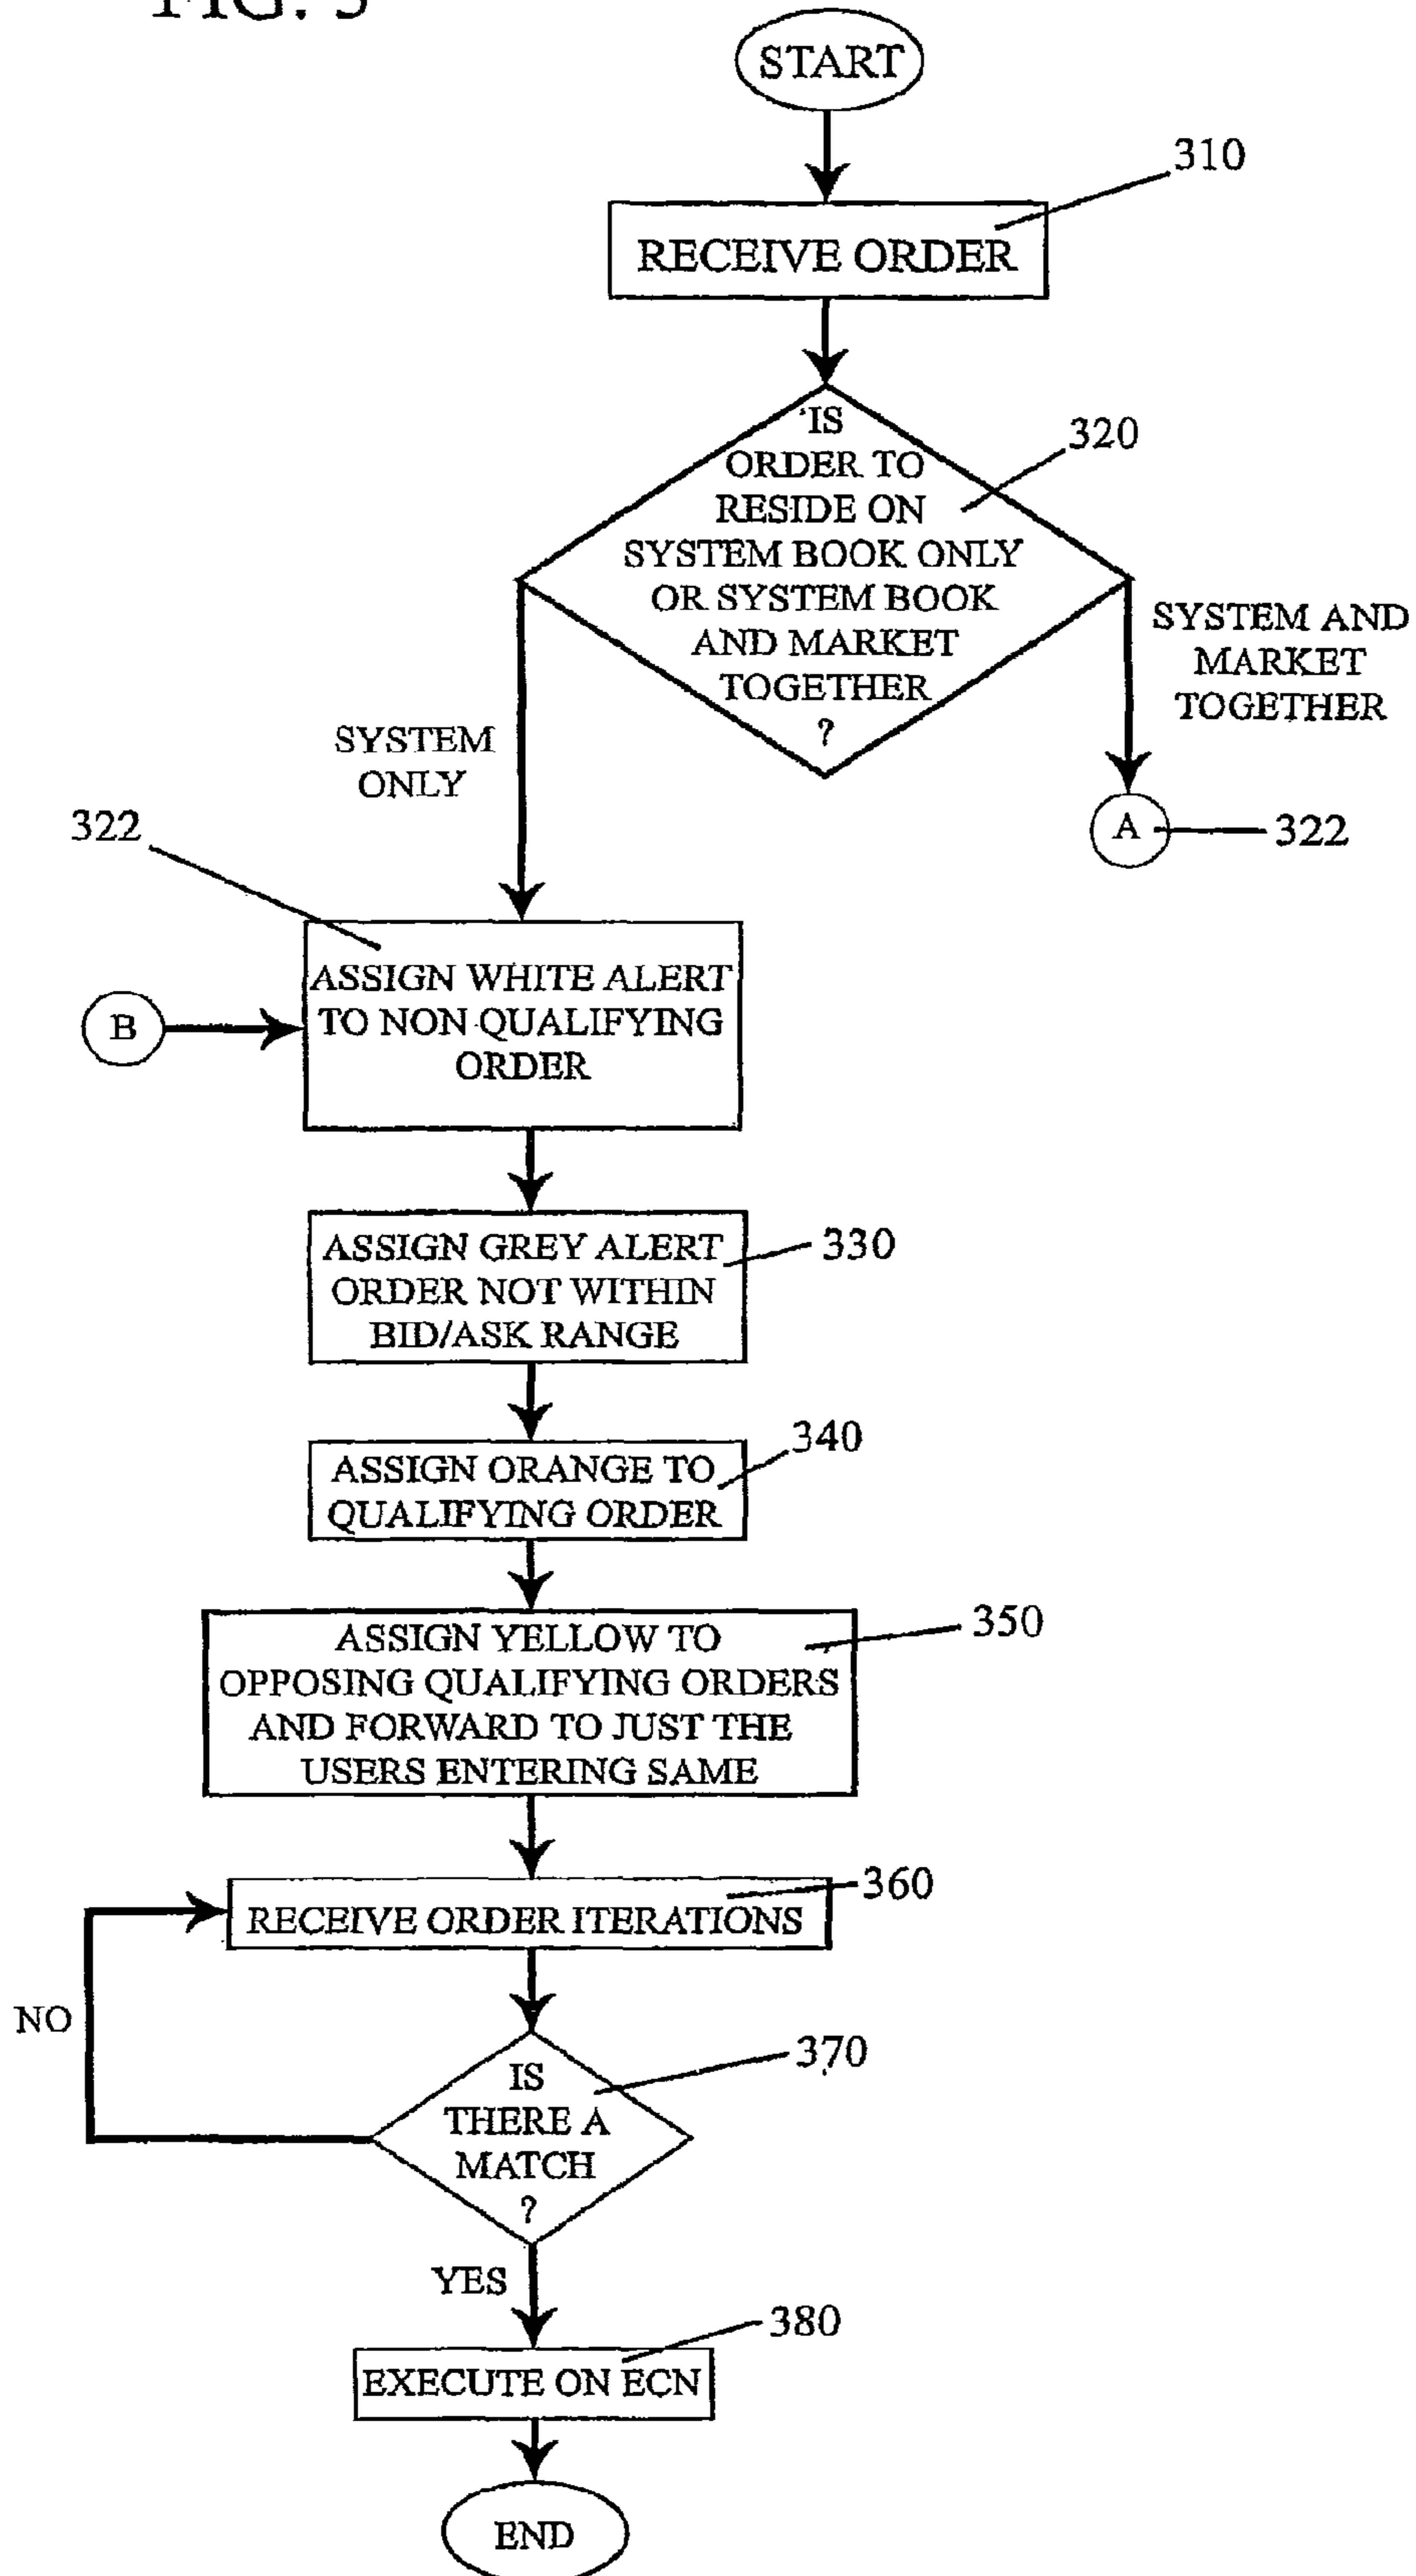 FIG. 3
START
310
RECEIVE ORDER
320
IS
ORDER TO
RESIDE ON
SYSTEM BOOK ONLY
OR SYSTEM BOOK
AND MARKET
TOGETHER
?
SYSTEM AND
MARKET
TOGETHER
SYSTEM
ONLY
322
A
322
ASSIGN WHITE ALERT
TO NON QUALIFYING
ORDER
B
ASSIGN GREY ALERT
ORDER NOT WITHIN
BID/ASK RANGE
330
340
ASSIGN ORANGE TO
QUALIFYING ORDER
350
ASSIGN YELLOW TO
OPPOSING QUALIFYING ORDERS
AND FORWARD TO JUST THE
USERS ENTERING SAME
360
RECEIVE ORDER ITERATIONS
NO
370
IS
THERE A
MATCH
?
YES
380
EXECUTE ON ECN
END